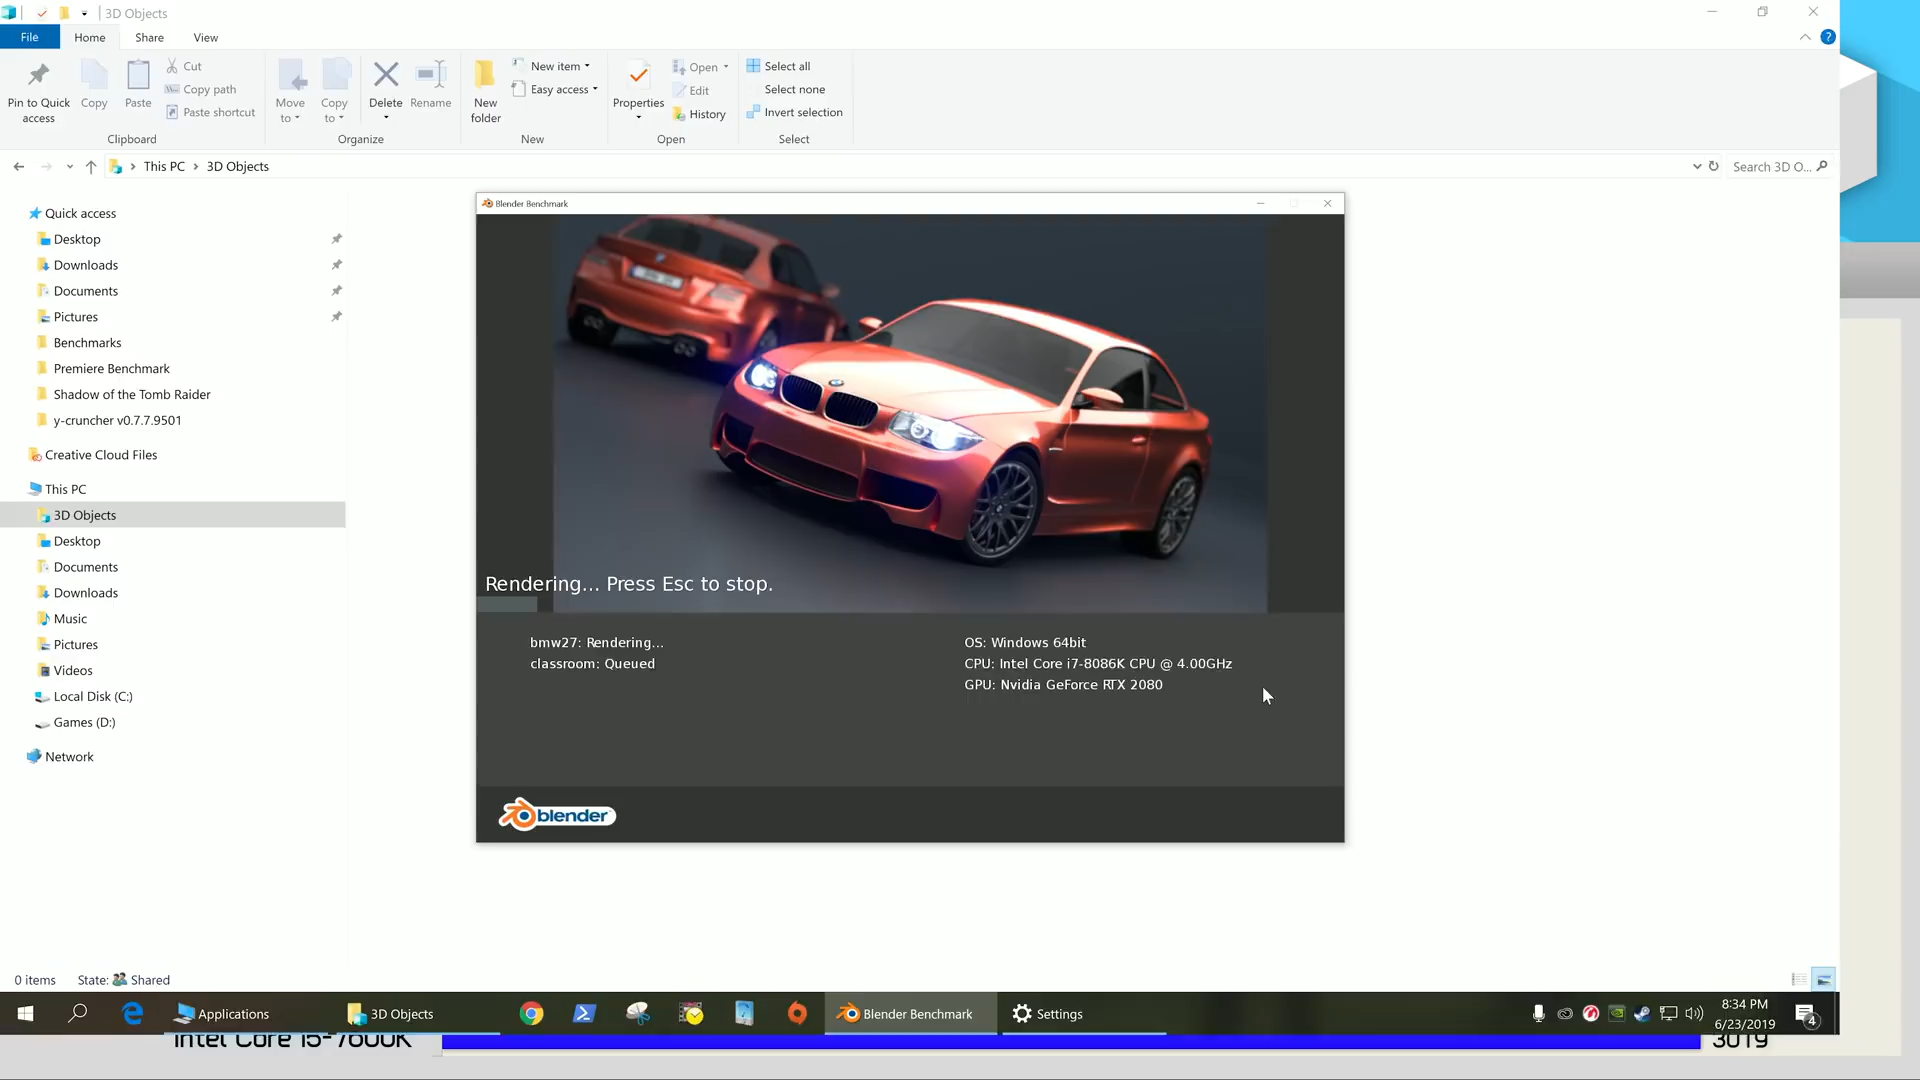 3D Objects
File
Home
Share
View
Pin to Quick access
Copy
Paste
Cut
Copy path
Paste shortcut
Clipboard
Move to
Copy to
Delete
Rename
Organize
New folder
New item
Easy access
New
Properties
Open
Edit
History
Open
Select all
Select none
Invert selection
Select
This PC
3D Objects
Search 3D O...
Quick access
Desktop
Downloads
Documents
Pictures
Benchmarks
Premiere Benchmark
Shadow of the Tomb Raider
y-cruncher v0.7.7.9501
Creative Cloud Files
This PC
3D Objects
Desktop
Documents
Downloads
Music
Pictures
Videos
Local Disk (C:)
Games (D:)
Network
Blender Benchmark
Rendering... Press Esc to stop.
bmw27: Rendering...
classroom: Queued
OS: Windows 64bit
CPU: Intel Core i7-8086K CPU @ 4.00GHz
GPU: Nvidia GeForce RTX 2080
blender
0 items
State:
Shared
Applications
3D Objects
Blender Benchmark
Settings
8:34 PM
6/23/2019
4
Intel Core i5-7600K
3019